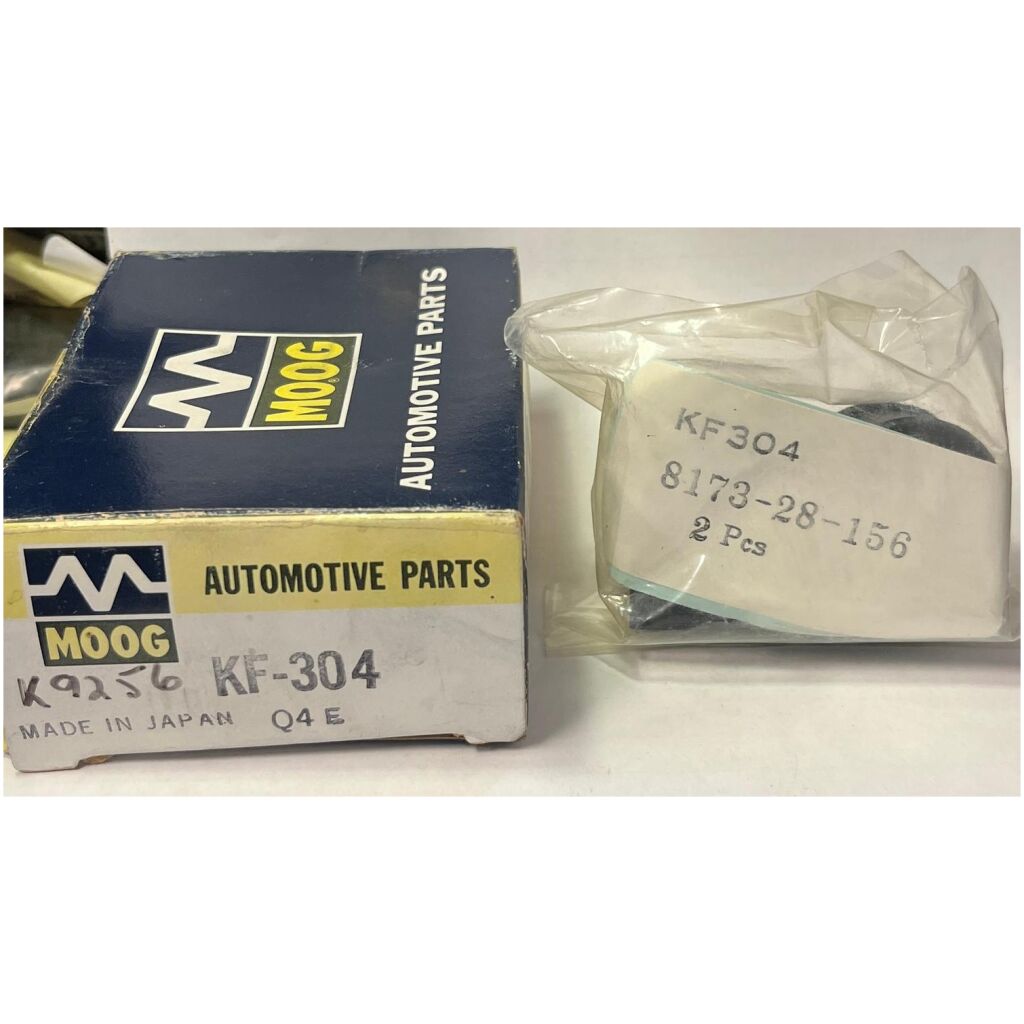 MOOG
AUTOMOTIVE PARTS
MOOG
AUTOMOTIVE PARTS
K9256 KF-304
MADE IN JAPAN Q4E
KF304
8173-28-156
2 Pcs